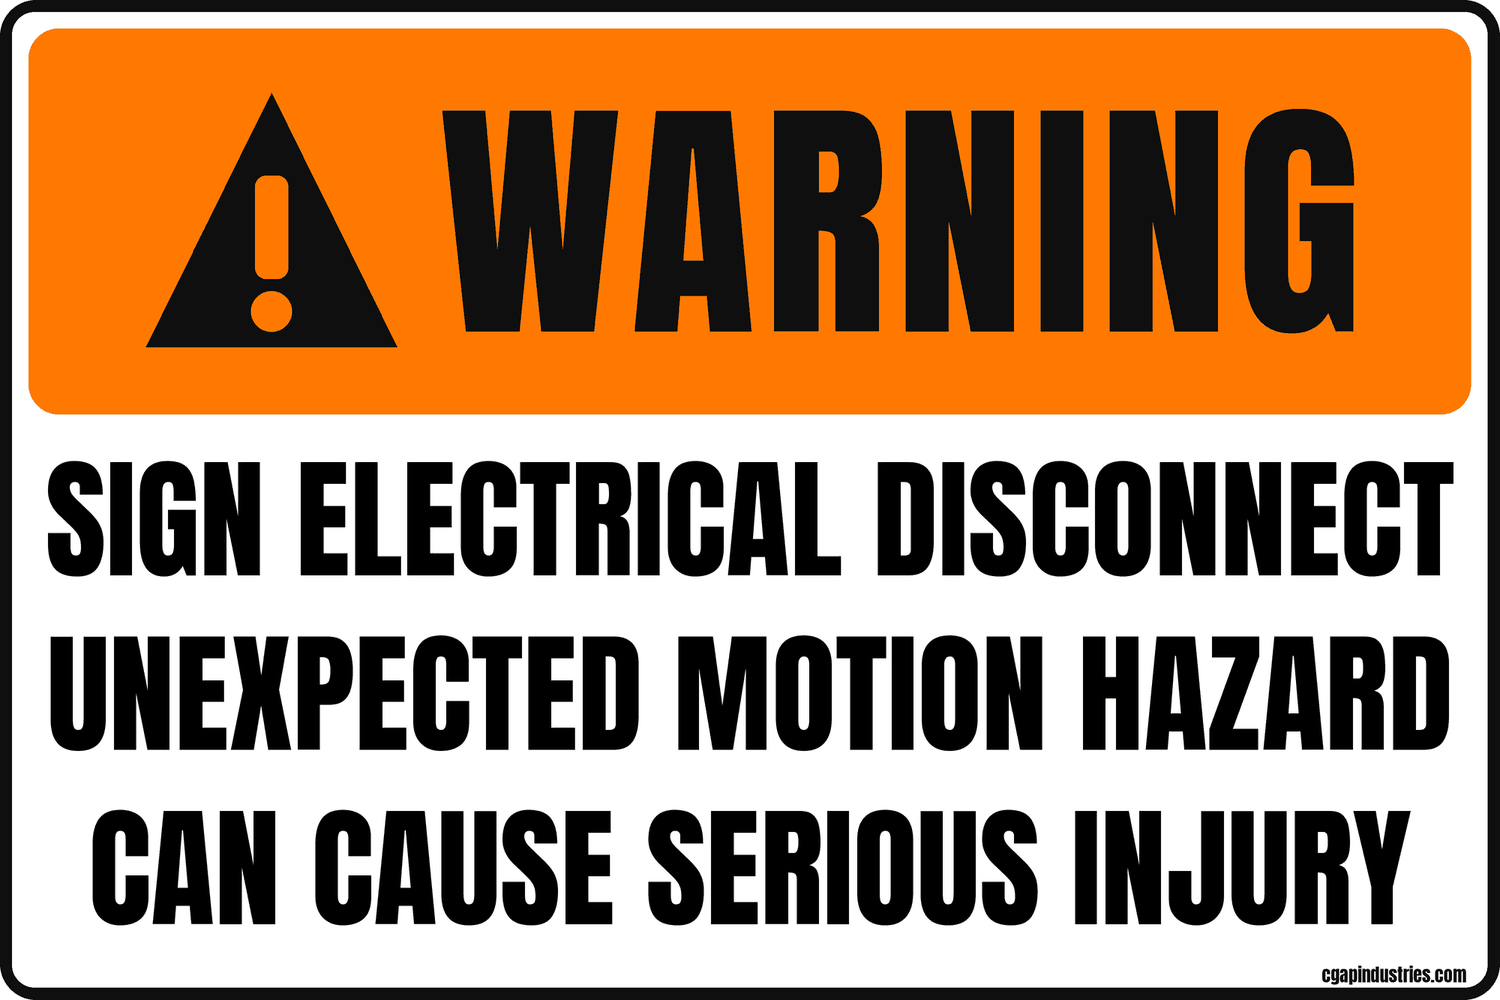 WARNING
SIGN ELECTRICAL DISCONNECT
UNEXPECTED MOTION HAZARD
CAN CAUSE SERIOUS INJURY
cgapindustries.com